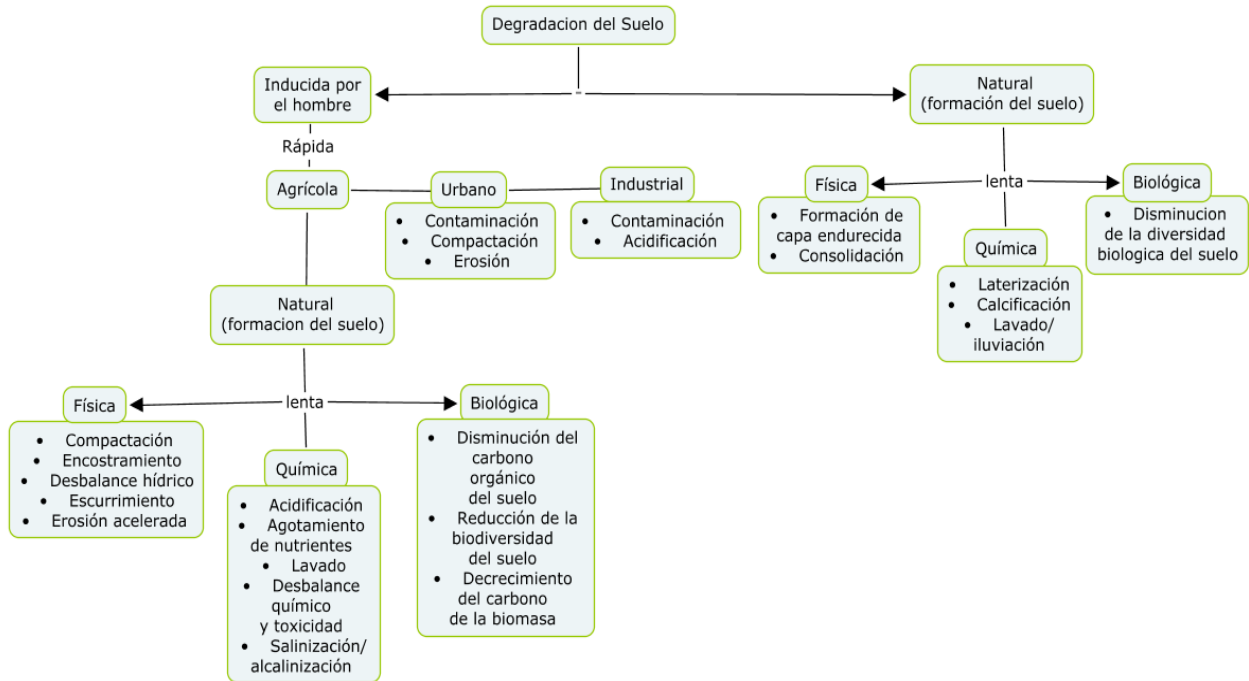 Degradacion del Suelo
Inducida por
el hombre
Natural
(formación del suelo)
Rápida
Agrícola
Urbano
• Contaminación
• Compactación
• Erosión
Industrial
• Contaminación
• Acidificación
Física
• Formación de
capa endurecida
• Consolidación
lenta
Biológica
• Disminucion
de la diversidad
biologica del suelo
Química
• Laterización
• Calcificación
• Lavado/
iluviación
Natural
(formacion del suelo)
Física
• Compactación
• Encostramiento
• Desbalance hídrico
• Escurrimiento
• Erosión acelerada
lenta
Química
• Acidificación
• Agotamiento
de nutrientes
• Lavado
• Desbalance
químico
y toxicidad
• Salinización/
alcalinización
Biológica
• Disminución del
carbono
orgánico
del suelo
• Reducción de la
biodiversidad
del suelo
• Decrecimiento
del carbono
de la biomasa